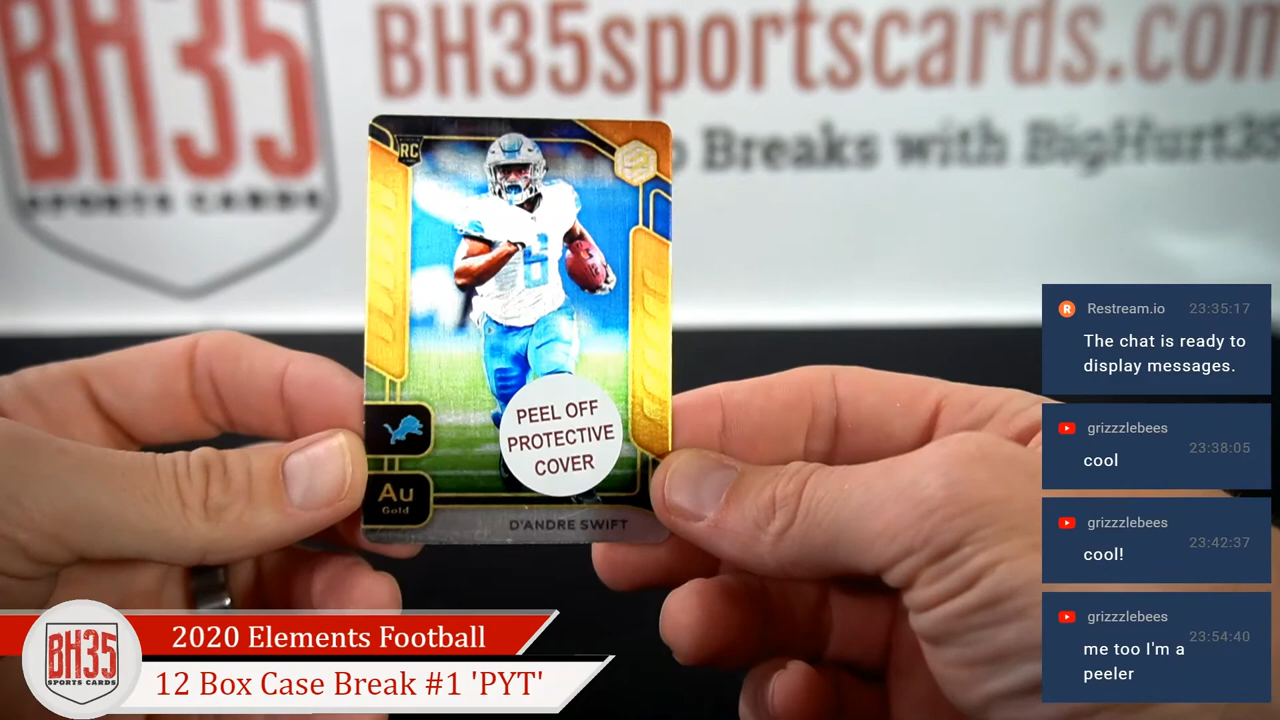 BH35
SPORTS CARDS
BH35sportscards.com
o Breaks with BigHurt35
RC
PEEL OFF
PROTECTIVE
COVER
Au
Gold
D'ANDRE SWIFT
6
Restream.io 23:35:17
The chat is ready to
display messages.
grizzzlebees
23:38:05
cool
grizzzlebees
23:42:37
cool!
grizzzlebees
23:54:40
me too I'm a
peeler
BH35
SPORTS CARDS
2020 Elements Football
12 Box Case Break #1 'PYT'